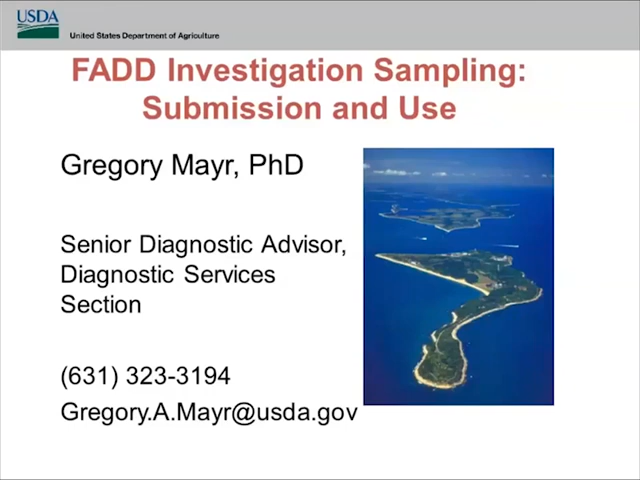 USDA
United States Department of Agriculture
FADD Investigation Sampling:
Submission and Use
Gregory Mayr, PhD
Senior Diagnostic Advisor,
Diagnostic Services
Section
(631) 323-3194
Gregory.A.Mayr@usda.gov